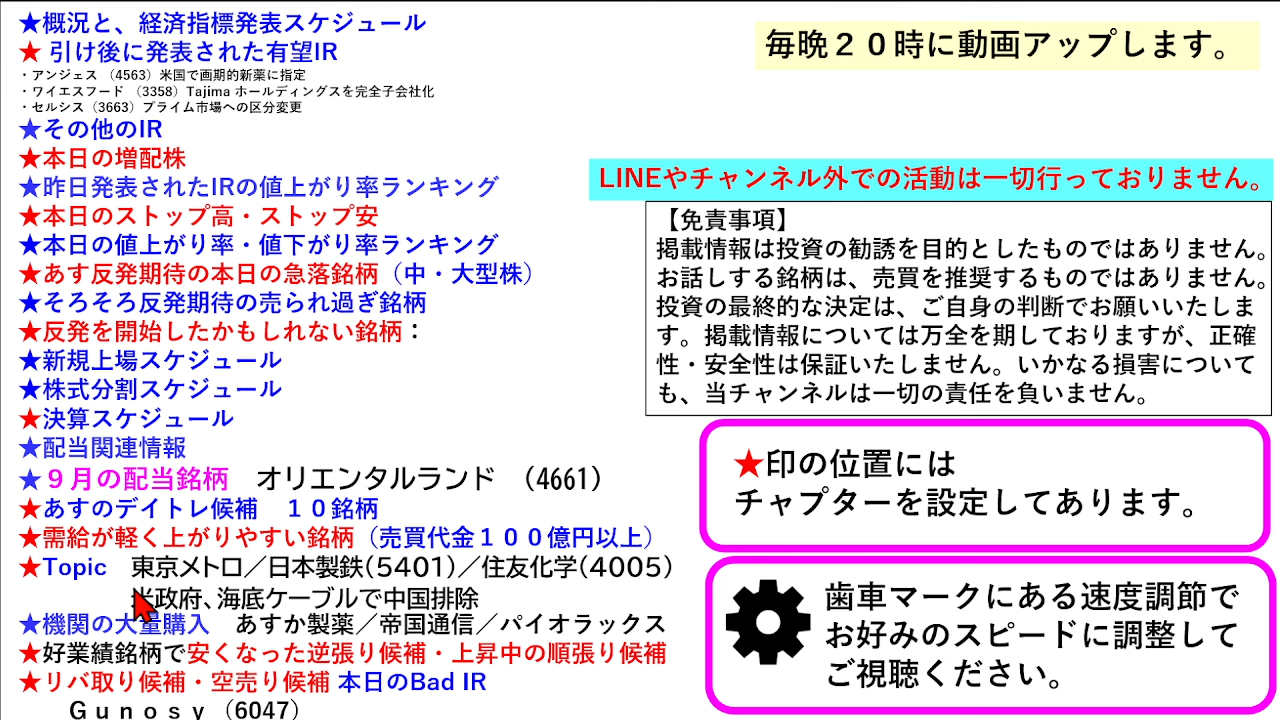 ★概況と、経済指標発表スケジュール
★ 引け後に発表された有望IR
・アンジェス （4563）米国で画期的新薬に指定
・ワイエスフード （3358）Tajima ホールディングスを完全子会社化
・セルシス（3663）プライム市場への区分変更
★その他のIR
★本日の増配株
★昨日発表されたIRの値上がり率ランキング
★本日のストップ高・ストップ安
★本日の値上がり率・値下がり率ランキング
★あす反発期待の本日の急落銘柄（中・大型株）
★そろそろ反発期待の売られ過ぎ銘柄
★反発を開始したかもしれない銘柄：
★新規上場スケジュール
★株式分割スケジュール
★決算スケジュール
★配当関連情報
★９月の配当銘柄　オリエンタルランド （4661）
★あすのデイトレ候補　１０銘柄
★需給が軽く上がりやすい銘柄（売買代金１００億円以上）
★Topic　東京メトロ／日本製鉄（5401）／住友化学（4005）
米政府、海底ケーブルで中国排除
★機関の大量購入　あすか製薬／帝国通信／パイオラックス
★好業績銘柄で安くなった逆張り候補・上昇中の順張り候補
★リバ取り候補・空売り候補 本日のBad IR
Ｇｕｎｏｓｙ（6047）
毎晩２０時に動画アップします。
LINEやチャンネル外での活動は一切行っておりません。
【免責事項】
掲載情報は投資の勧誘を目的としたものではありません。
お話しする銘柄は、売買を推奨するものではありません。
投資の最終的な決定は、ご自身の判断でお願いいたしま
す。掲載情報については万全を期しておりますが、正確
性・安全性は保証いたしません。いかなる損害について
も、当チャンネルは一切の責任を負いません。
★印の位置には
チャプターを設定してあります。
歯車マークにある速度調節で
お好みのスピードに調整して
ご視聴ください。